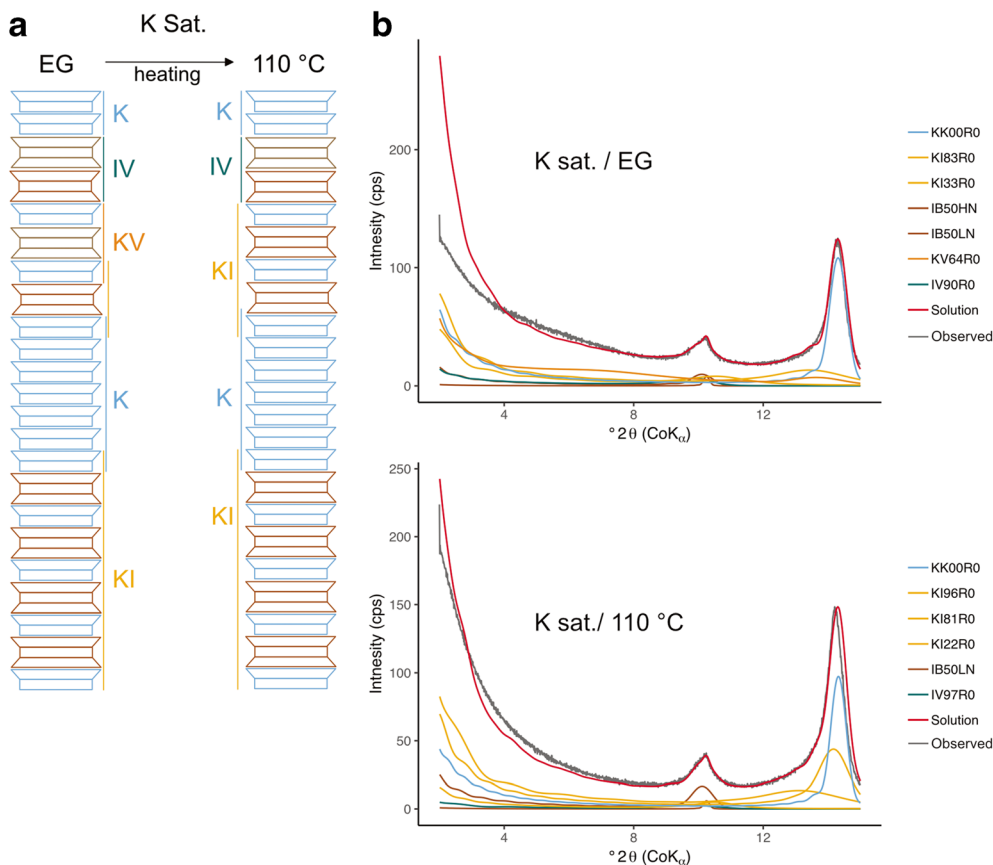 a
K Sat.
EG
heating
110 °C
K
K
IV
IV
KV
KI
K
K
KI
KI
b
K sat. / EG
Intnesity (cps)
200
100
0
4
8
12
°2θ (CoKα)
KK00R0
KI83R0
KI33R0
IB50HN
IB50LN
KV64R0
IV90R0
Solution
Observed
K sat./ 110 °C
Intnesity (cps)
250
200
150
100
50
0
4
8
12
°2θ (CoKα)
KK00R0
KI96R0
KI81R0
KI22R0
IB50LN
IV97R0
Solution
Observed